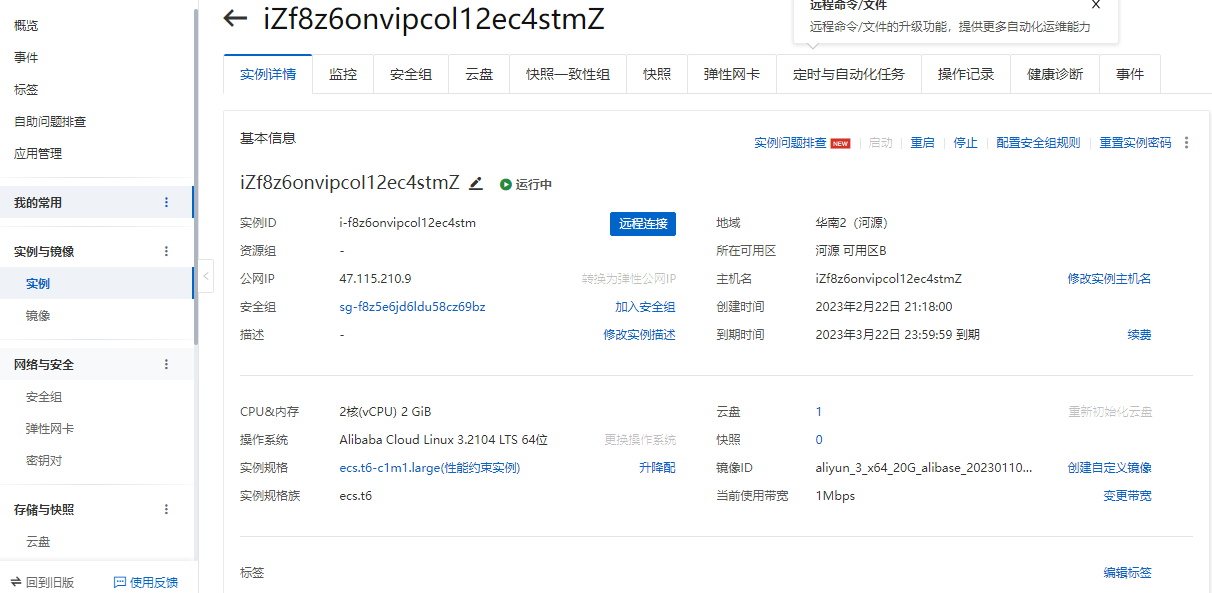 概览
事件
标签
自助问题排查
应用管理
我的常用
实例与镜像
实例
镜像
网络与安全
安全组
弹性网卡
密钥对
存储与快照
云盘
回到旧版 使用反馈
iZf8z6onvipcol12ec4stmZ
远程命令/文件
远程命令/文件的升级功能，提供更多自动化运维能力
实例详情 监控 安全组 云盘 快照一致性组 快照 弹性网卡 定时与自动化任务 操作记录 健康诊断 事件
基本信息 实例问题排查 NEW 启动 重启 停止 配置安全组规则 重置实例密码
iZf8z6onvipcol12ec4stmZ 运行中
实例ID i-f8z6onvipcol12ec4stm 远程连接 地域 华南2（河源）
资源组 - 所在可用区 河源 可用区B
公网IP 47.115.210.9 转换为弹性公网IP 主机名 iZf8z6onvipcol12ec4stmZ 修改实例主机名
安全组 sg-f8z5e6jd6ldu58cz69bz 加入安全组 创建时间 2023年2月22日 21:18:00
描述 - 修改实例描述 到期时间 2023年3月22日 23:59:59 到期 续费
CPU&内存 2核(vCPU) 2 GiB 云盘 1 重新初始化云盘
操作系统 Alibaba Cloud Linux 3.2104 LTS 64位 更换操作系统 快照 0
实例规格 ecs.t6-c1m1.large(性能约束实例) 升降配 镜像ID aliyun_3_x64_20G_alibase_20230110... 创建自定义镜像
实例规格族 ecs.t6 当前使用带宽 1Mbps 变更带宽
标签 编辑标签